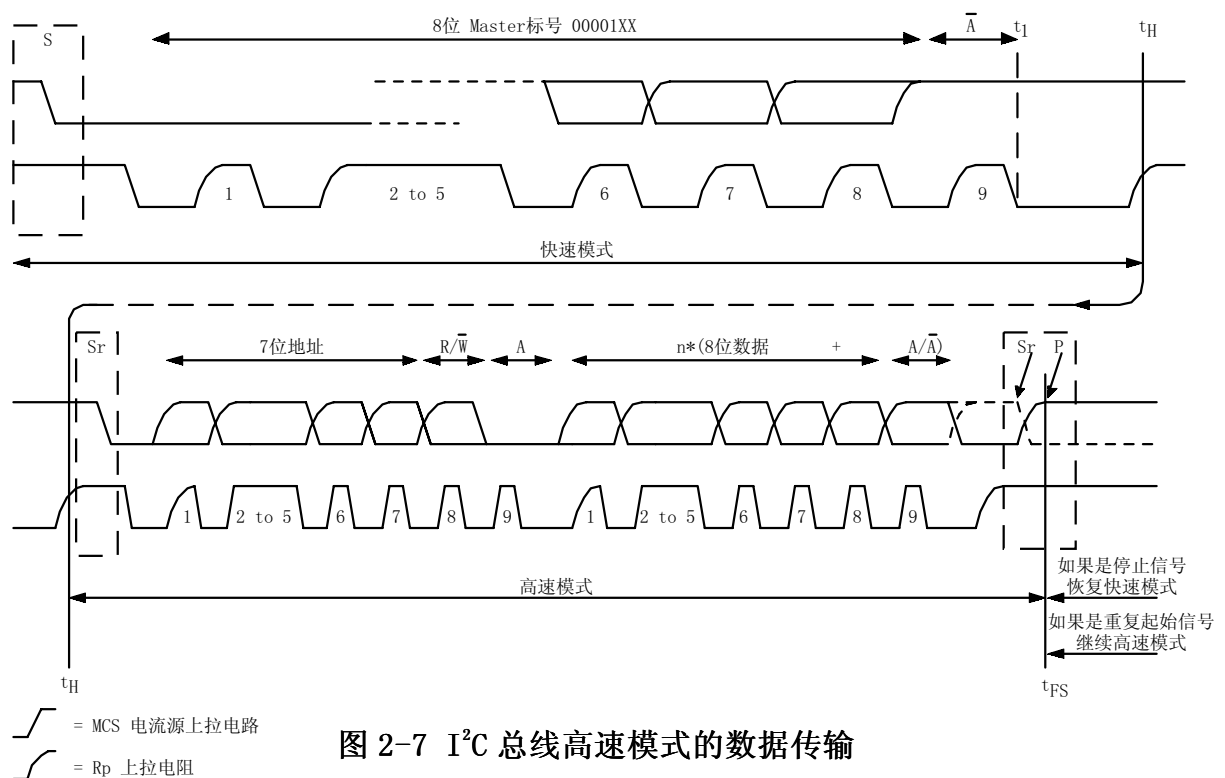 S
8位 Master标号 00001XX
A̅
t1
tH
1
2 to 5
6
7
8
9
快速模式
Sr
7位地址
R/W̅
A
n*(8位数据 +
A/A̅)
Sr
P
1
2 to 5
6
7
8
9
1
2 to 5
6
7
8
9
高速模式
如果是停止信号
恢复快速模式
如果是重复起始信号
继续高速模式
tH
tFS
= MCS 电流源上拉电路
= Rp 上拉电阻
图 2-7 I²C 总线高速模式的数据传输